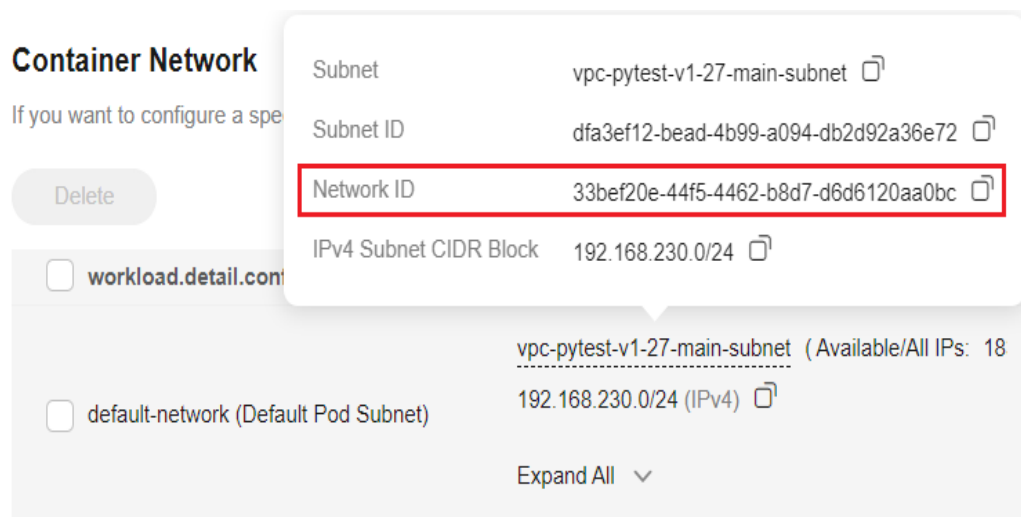 Container Network
If you want to configure a spe
Delete
Subnet vpc-pytest-v1-27-main-subnet
Subnet ID dfa3ef12-bead-4b99-a094-db2d92a36e72
Network ID 33bef20e-44f5-4462-b8d7-d6d6120aa0bc
IPv4 Subnet CIDR Block 192.168.230.0/24
workload.detail.con
default-network (Default Pod Subnet)
vpc-pytest-v1-27-main-subnet ( Available/All IPs: 18
192.168.230.0/24 (IPv4)
Expand All